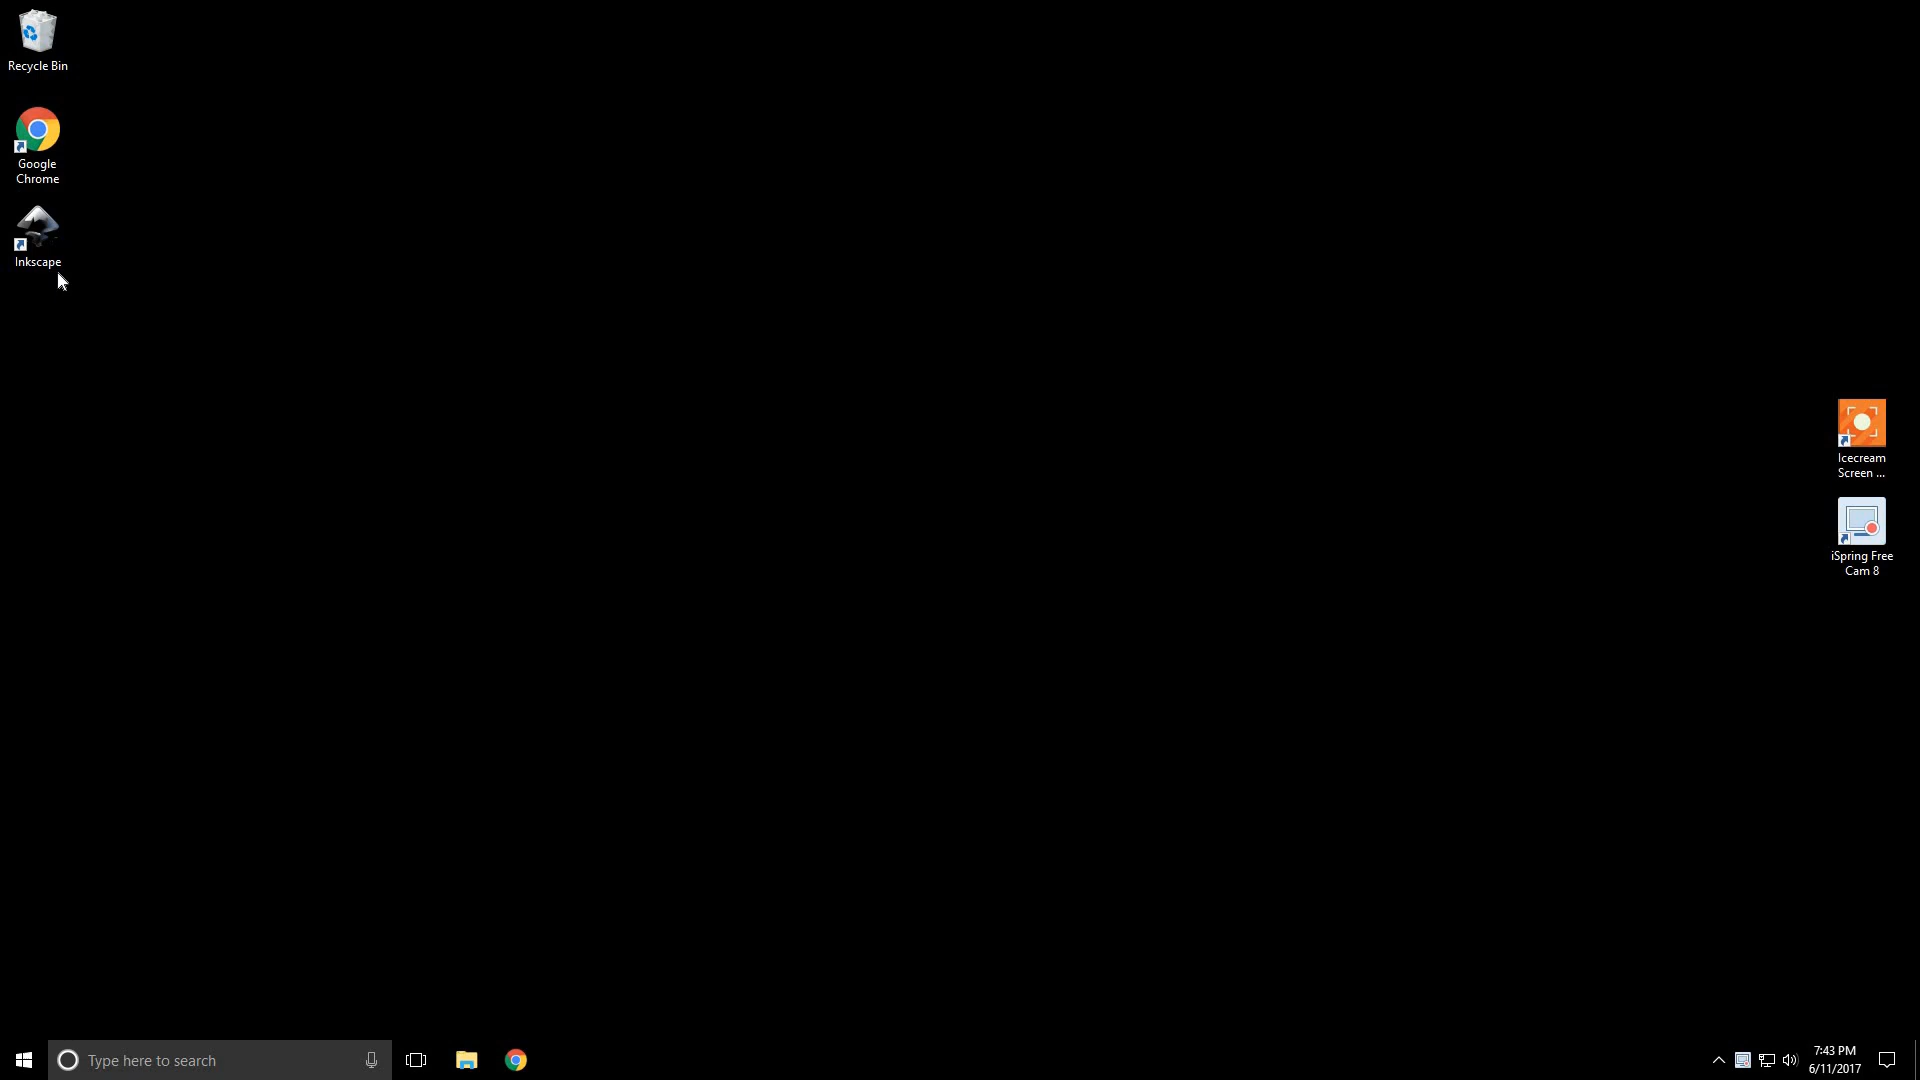 Recycle Bin
Google
Chrome
Inkscape
Icecream
Screen ...
iSpring Free
Cam 8
Type here to search
7:43 PM
6/11/2017